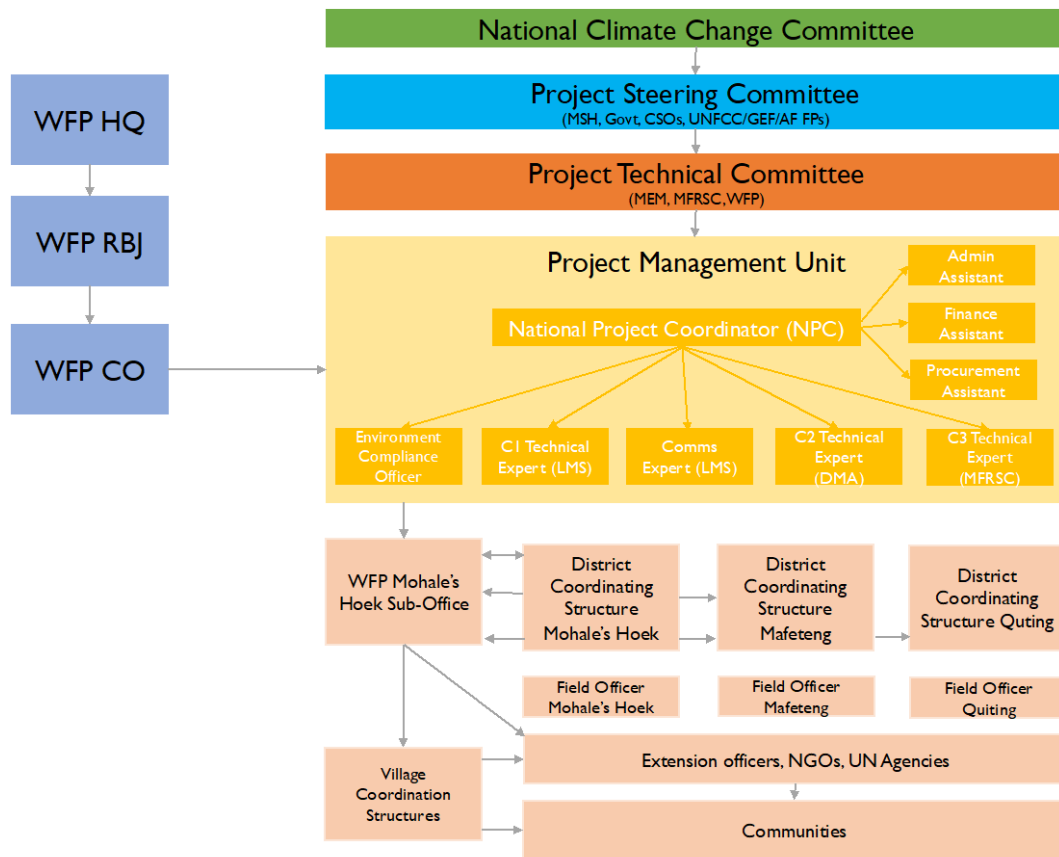 National Climate Change Committee
WFP HQ
Project Steering Committee
(MSH, Govt, CSOs, UNFCC/GEF/AF FPs)
Project Technical Committee
(MEM, MFRSC, WFP)
WFP RBJ
Project Management Unit
Admin
Assistant
National Project Coordinator (NPC)
Finance
Assistant
WFP CO
Procurement
Assistant
Environment
Compliance
Officer
C1 Technical
Expert (LMS)
Comms
Expert (LMS)
C2 Technical
Expert
(DMA)
C3 Technical
Expert
(MFRSC)
WFP Mohale's
Hoek Sub-Office
District
Coordinating
Structure
Mohale's Hoek
District
Coordinating
Structure
Mafeteng
District
Coordinating
Structure Quting
Field Officer
Mohale's Hoek
Field Officer
Mafeteng
Field Officer
Quiting
Village
Coordination
Structures
Extension officers, NGOs, UN Agencies
Communities